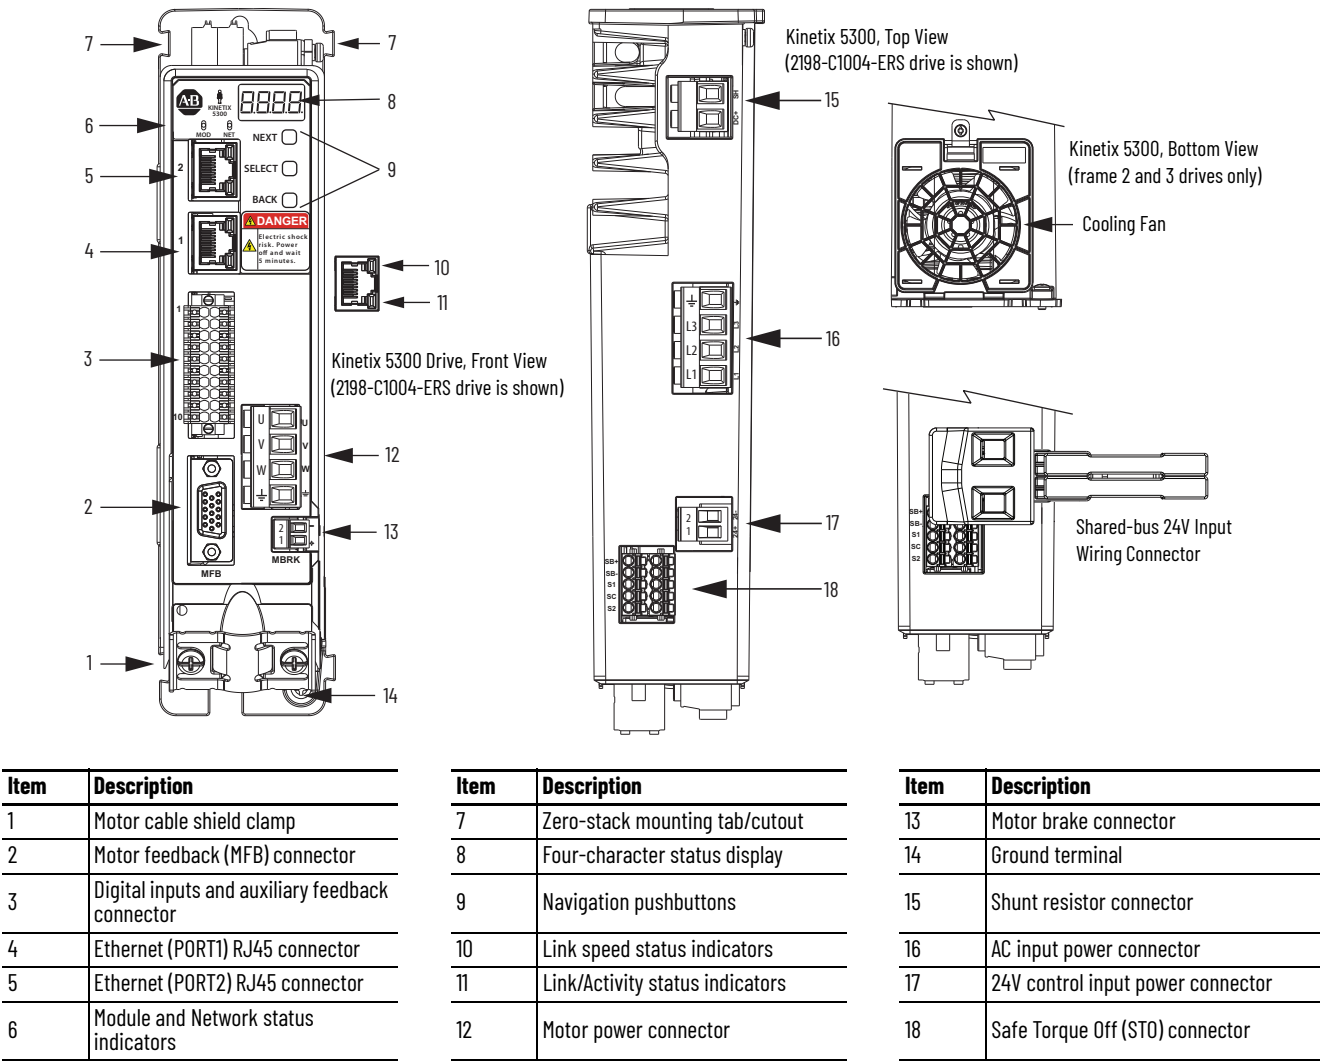 7
7
A-B
KINETIX
5300
8
6
MOD
NET
NEXT
SELECT
BACK
9
2
5
DANGER
Electric shock
risk. Power
off and wait
5 minutes.
1
4
10
11
1
3
10
Kinetix 5300 Drive, Front View
(2198-C1004-ERS drive is shown)
U
V
W
U
V
W
12
2
MFB
2
1
MBRK
13
1
14
Kinetix 5300, Top View
(2198-C1004-ERS drive is shown)
SH
DC+
15
L3
L2
L1
L3
L2
L1
16
2
1
24-
24+
17
SB+
SB-
S1
SC
S2
18
Kinetix 5300, Bottom View
(frame 2 and 3 drives only)
Cooling Fan
SB+
SB-
S1
SC
S2
Shared-bus 24V Input
Wiring Connector
Item Description
1 Motor cable shield clamp
2 Motor feedback (MFB) connector
3 Digital inputs and auxiliary feedback
connector
4 Ethernet (PORT1) RJ45 connector
5 Ethernet (PORT2) RJ45 connector
6 Module and Network status
indicators
Item Description
7 Zero-stack mounting tab/cutout
8 Four-character status display
9 Navigation pushbuttons
10 Link speed status indicators
11 Link/Activity status indicators
12 Motor power connector
Item Description
13 Motor brake connector
14 Ground terminal
15 Shunt resistor connector
16 AC input power connector
17 24V control input power connector
18 Safe Torque Off (STO) connector